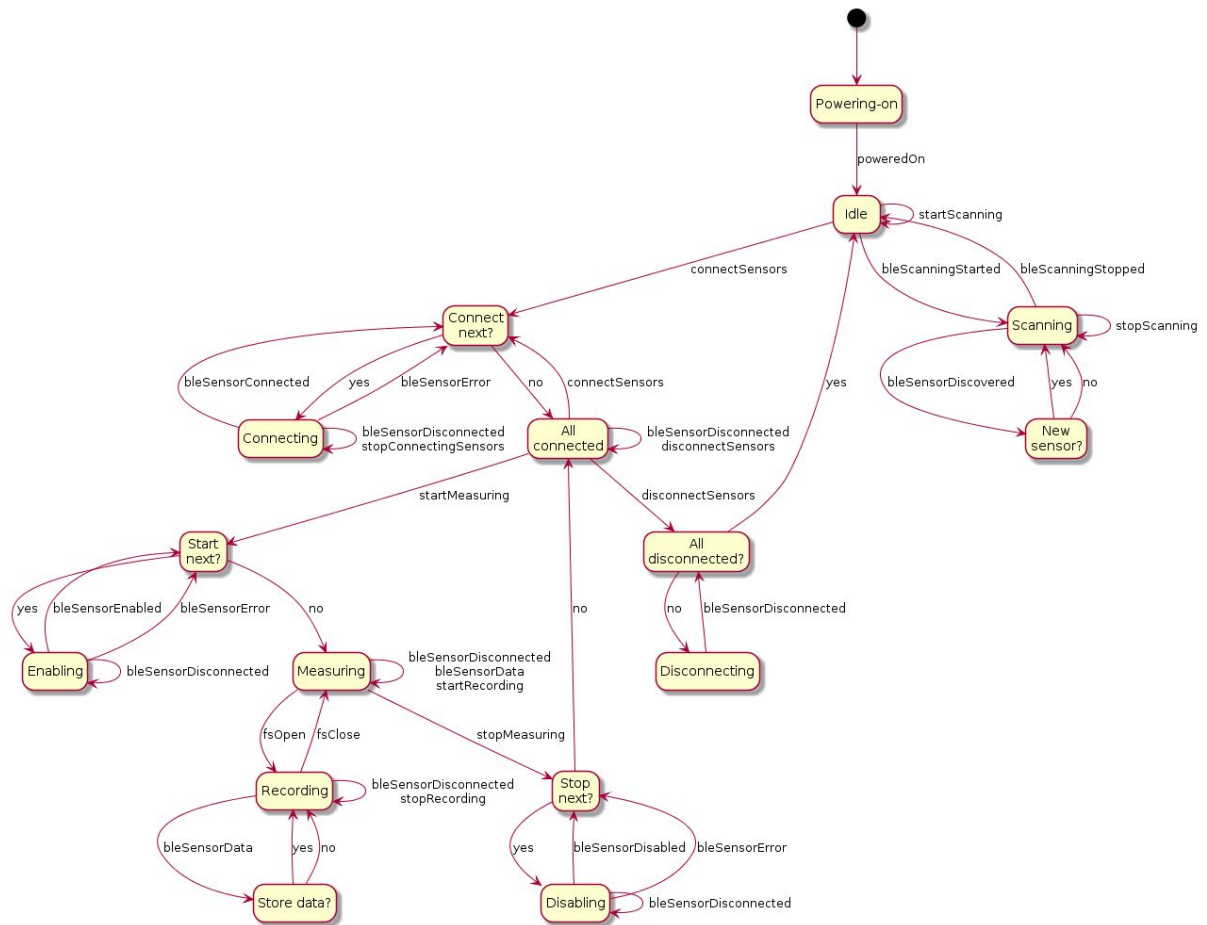 Powering-on
poweredOn
Idle
startScanning
connectSensors
bleScanningStarted
bleScanningStopped
Connect
next?
Scanning
stopScanning
bleSensorConnected
yes
bleSensorError
no
connectSensors
yes
bleSensorDiscovered
yes
no
Connecting
bleSensorDisconnected
stopConnectingSensors
All
connected
bleSensorDisconnected
disconnectSensors
New
sensor?
startMeasuring
disconnectSensors
Start
next?
All
disconnected?
yes
bleSensorEnabled
bleSensorError
no
no
no
bleSensorDisconnected
Enabling
bleSensorDisconnected
Measuring
bleSensorDisconnected
bleSensorData
startRecording
Disconnecting
fsOpen
fsClose
stopMeasuring
Recording
bleSensorDisconnected
stopRecording
Stop
next?
bleSensorData
yes
no
yes
bleSensorDisabled
bleSensorError
Store data?
Disabling
bleSensorDisconnected